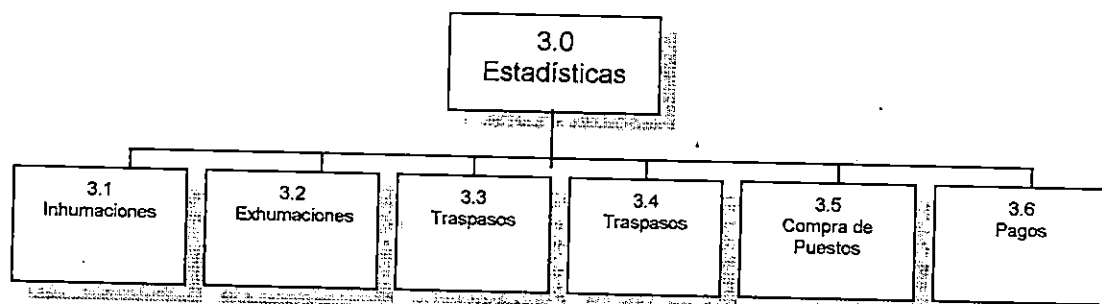 3.0
Estadísticas
3.1
Inhumaciones
3.2
Exhumaciones
3.3
Traspasos
3.4
Traspasos
3.5
Compra de
Puestos
3.6
Pagos